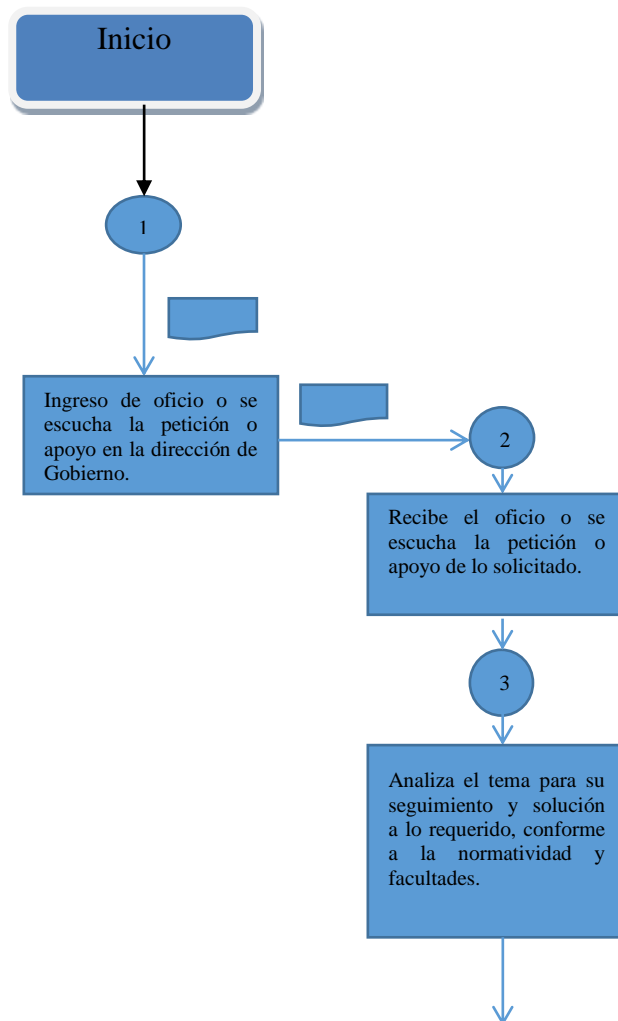 Inicio
1
Ingreso de oficio o se
escucha la petición o
apoyo en la dirección de
Gobierno.
2
Recibe el oficio o se
escucha la petición o
apoyo de lo solicitado.
3
Analiza el tema para su
seguimiento y solución
a lo requerido, conforme
a la normatividad y
facultades.